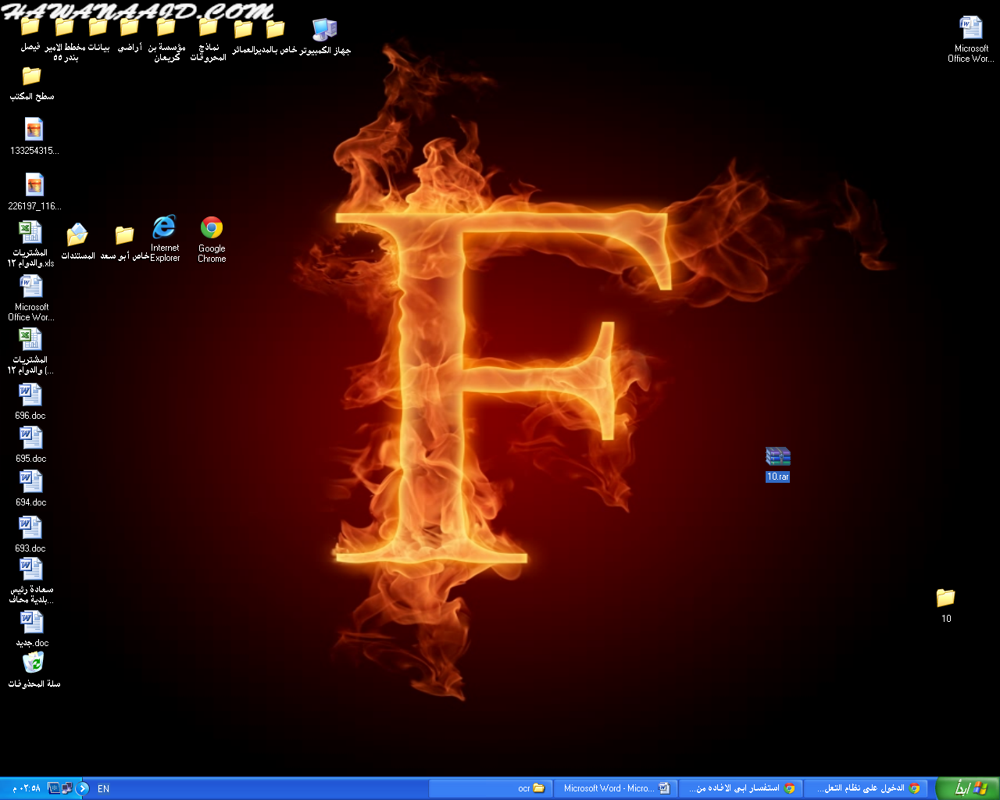 HAWANAAJD.COM
فيصل
مخطط الامير
بندر ٥٥
بيانات
أراضي
مؤسسة بن
كريعان
نماذج
المحروقات
العمائر
خاص بالمدير
جهاز الكمبيوتر
Microsoft
Office Wor...
سطح المكتب
133254315...
226197_116...
المشتريات
والدوام ١٢.xls
المستندات
خاص أبو سعد
Internet
Explorer
Google
Chrome
Microsoft
Office Wor...
المشتريات
والدوام ١٢ (...
696.doc
695.doc
694.doc
693.doc
سعادة رئيس
بلدية محاف...
جديد.doc
سلة المحذوفات
10.rar
10
F
ابدأ
الدخول على نظام التعل...
استفسار ابي الافاده من...
Microsoft Word - Micro...
ocr
EN
٠٢:٥٨ م